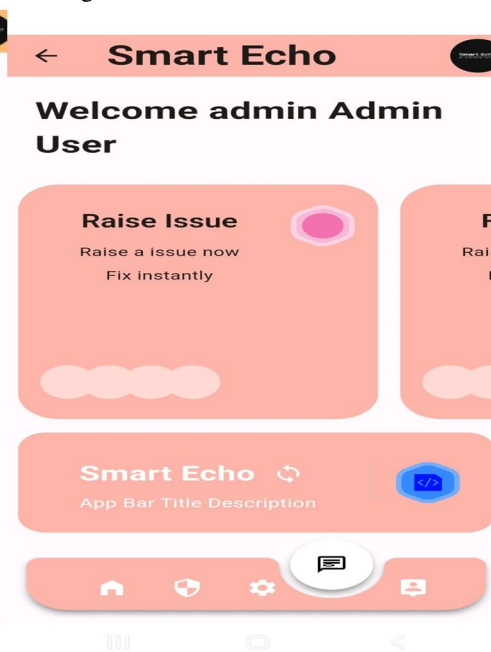 Smart Echo
Welcome admin Admin
User
Raise Issue
Raise a issue now
Fix instantly
Rai
Smart Echo
App Bar Title Description